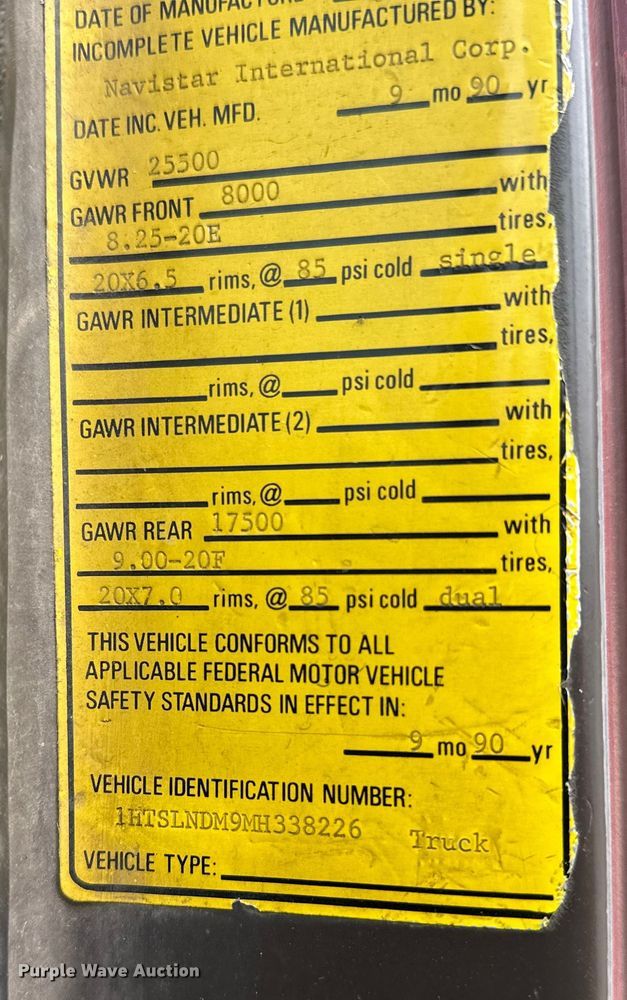 DATE OF MANUFACTURE
INCOMPLETE VEHICLE MANUFACTURED BY:
Navistar International Corp.
DATE INC. VEH. MFD. 9 mo 90 yr
GVWR 25500
GAWR FRONT 8000 with
8.25-20E tires,
20X6.5 rims, @ 85 psi cold single
GAWR INTERMEDIATE (1) with
tires,
rims, @ psi cold
GAWR INTERMEDIATE (2) with
tires,
rims, @ psi cold
GAWR REAR 17500 with
9.00-20F tires,
20X7.0 rims, @ 85 psi cold dual
THIS VEHICLE CONFORMS TO ALL
APPLICABLE FEDERAL MOTOR VEHICLE
SAFETY STANDARDS IN EFFECT IN:
9 mo 90 yr
VEHICLE IDENTIFICATION NUMBER:
1HTSLNDM9MH338226
Truck
VEHICLE TYPE:
Purple Wave Auction